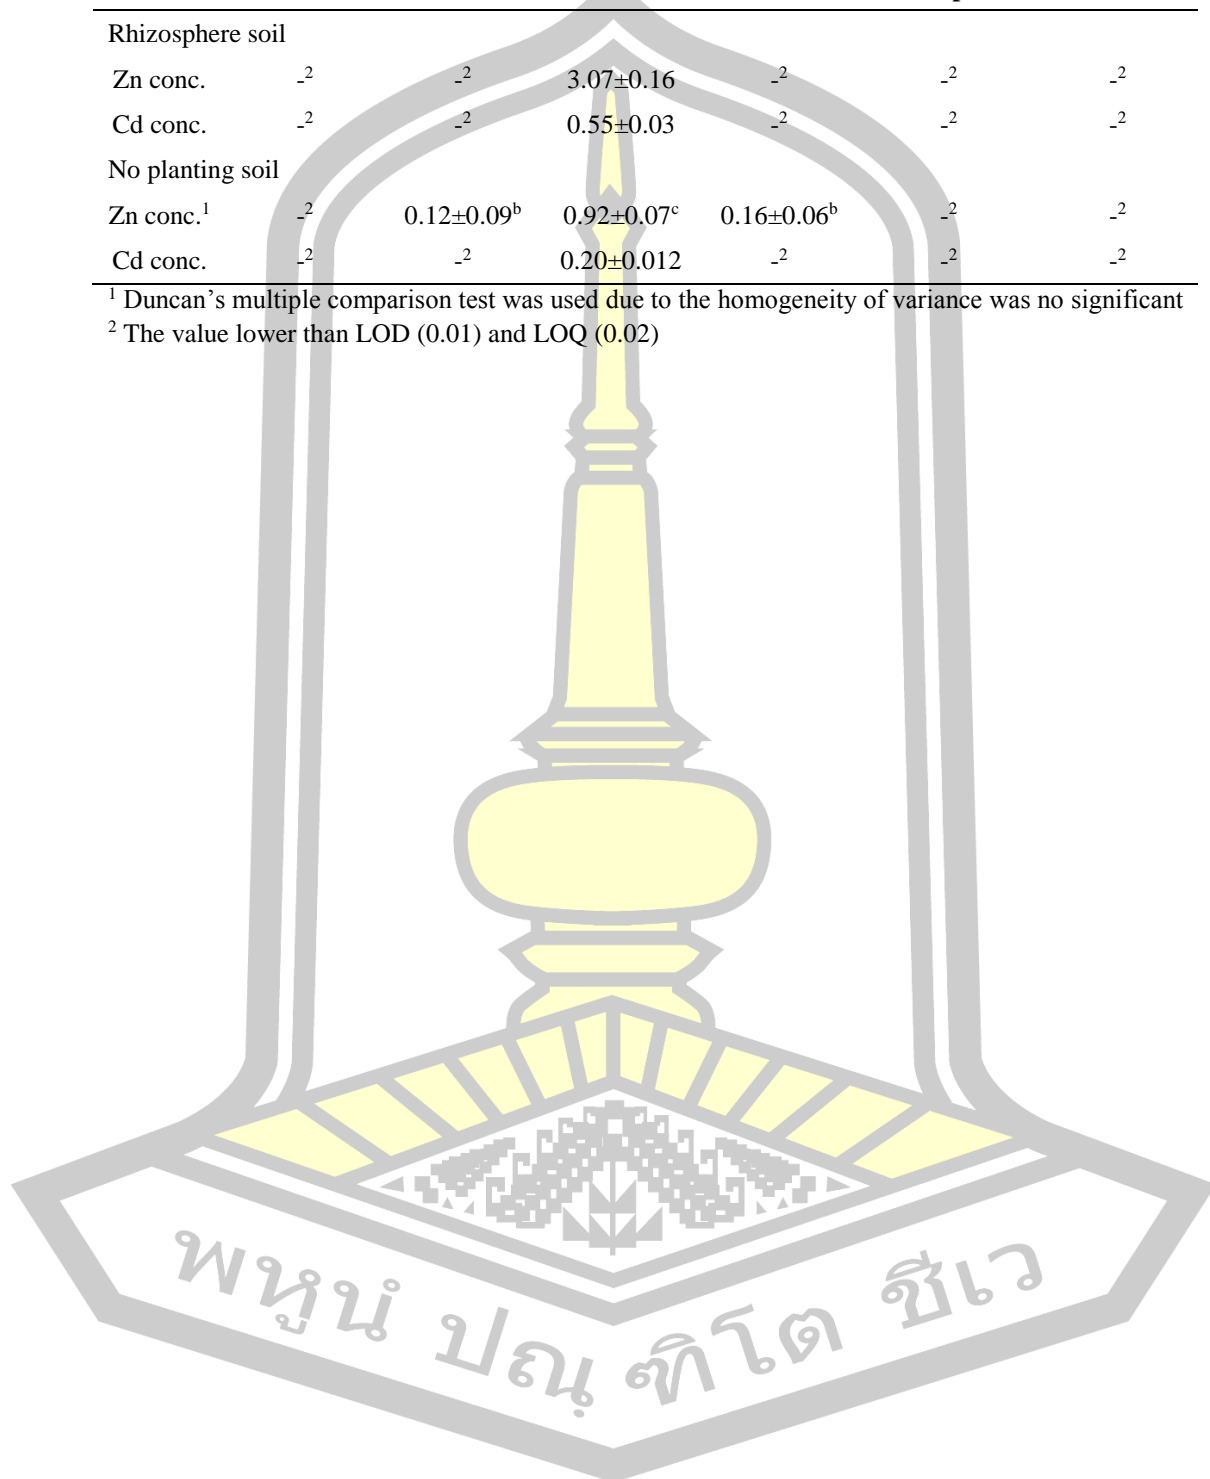 Rhizosphere soil
Zn conc. -2 -2 3.07±0.16 -2 -2 -2
Cd conc. -2 -2 0.55±0.03 -2 -2 -2
No planting soil
Zn conc.1 -2 0.12±0.09b 0.92±0.07c 0.16±0.06b -2 -2
Cd conc. -2 -2 0.20±0.012 -2 -2 -2
1 Duncan’s multiple comparison test was used due to the homogeneity of variance was no significant
2 The value lower than LOD (0.01) and LOQ (0.02)
พหูนํ ปณฺฑิโต ชีเว